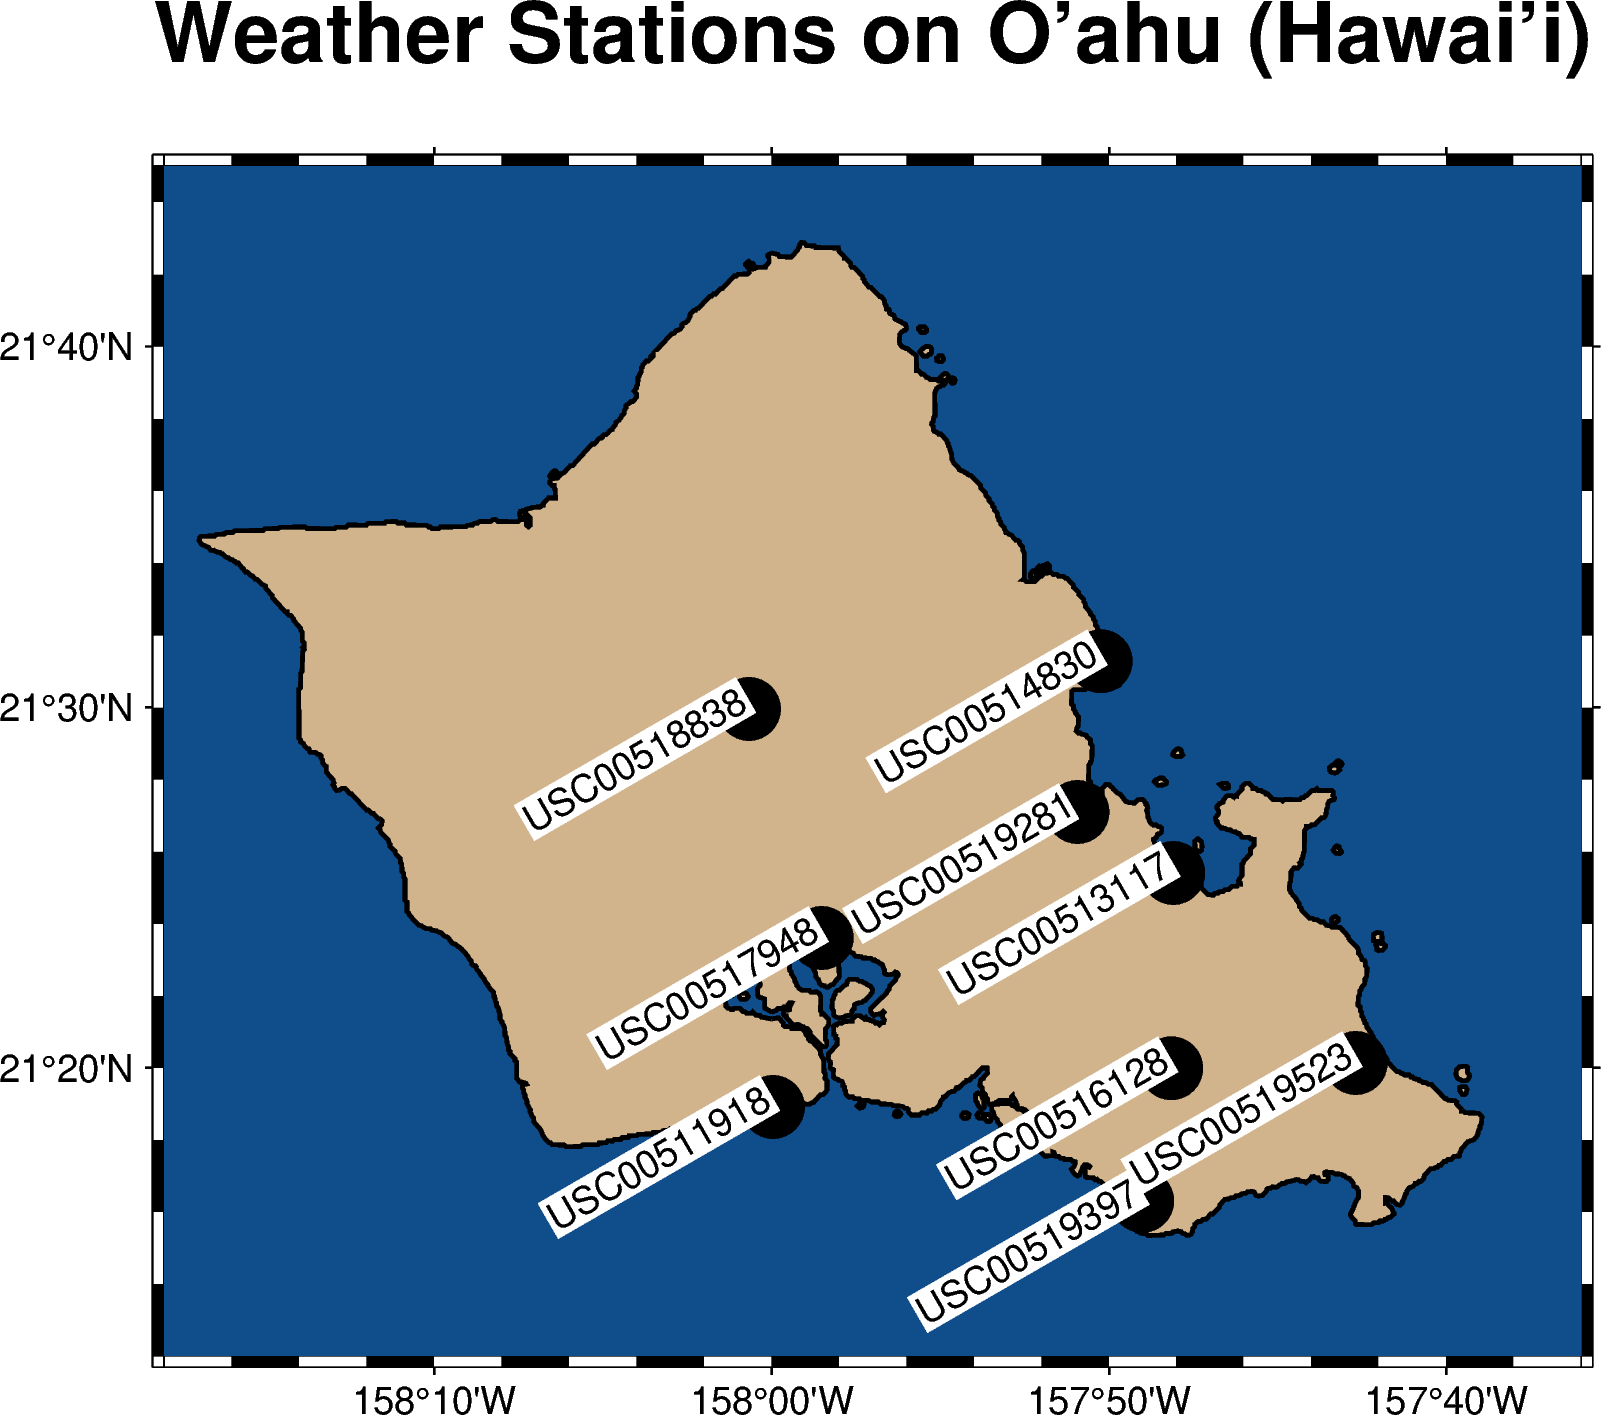 Weather Stations on O’ahu (Hawai’i)
21°40'N
21°30'N
21°20'N
USC00514830
USC00518838
USC00519281
USC00513117
USC00517948
USC00516128
USC00519523
USC00511918
USC00519397
158°10'W
158°00'W
157°50'W
157°40'W